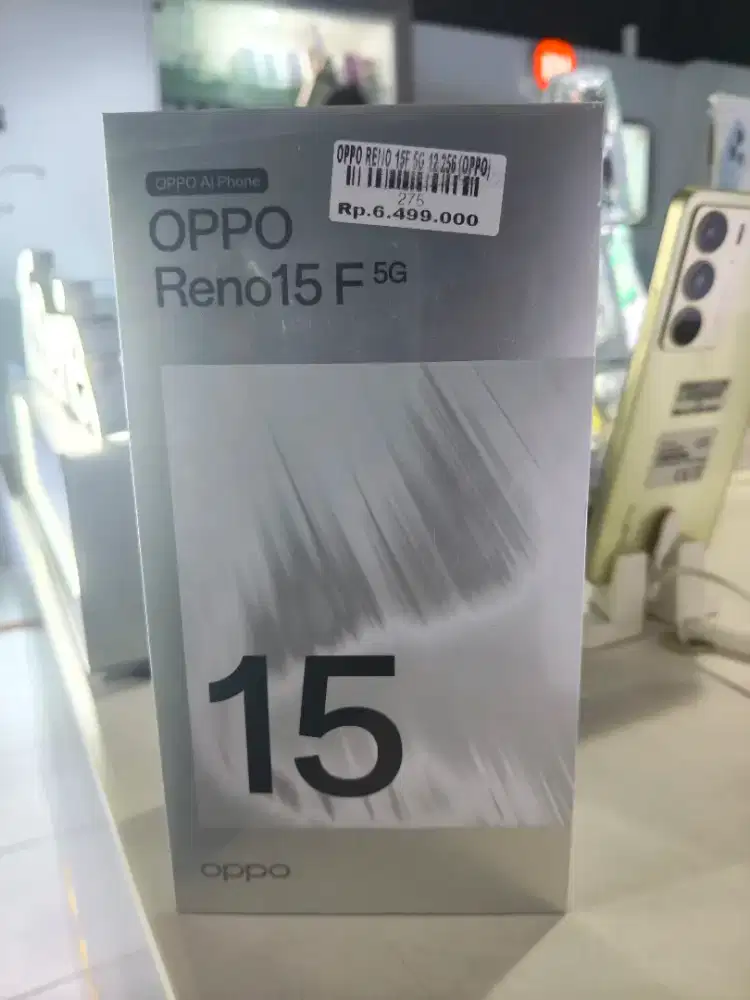 OPPO AI Phone
OPPO
Reno15 F 5G
OPPO RENO 15F 5G 12 256 (OPPO)
275
Rp.6.499.000
15
oppo